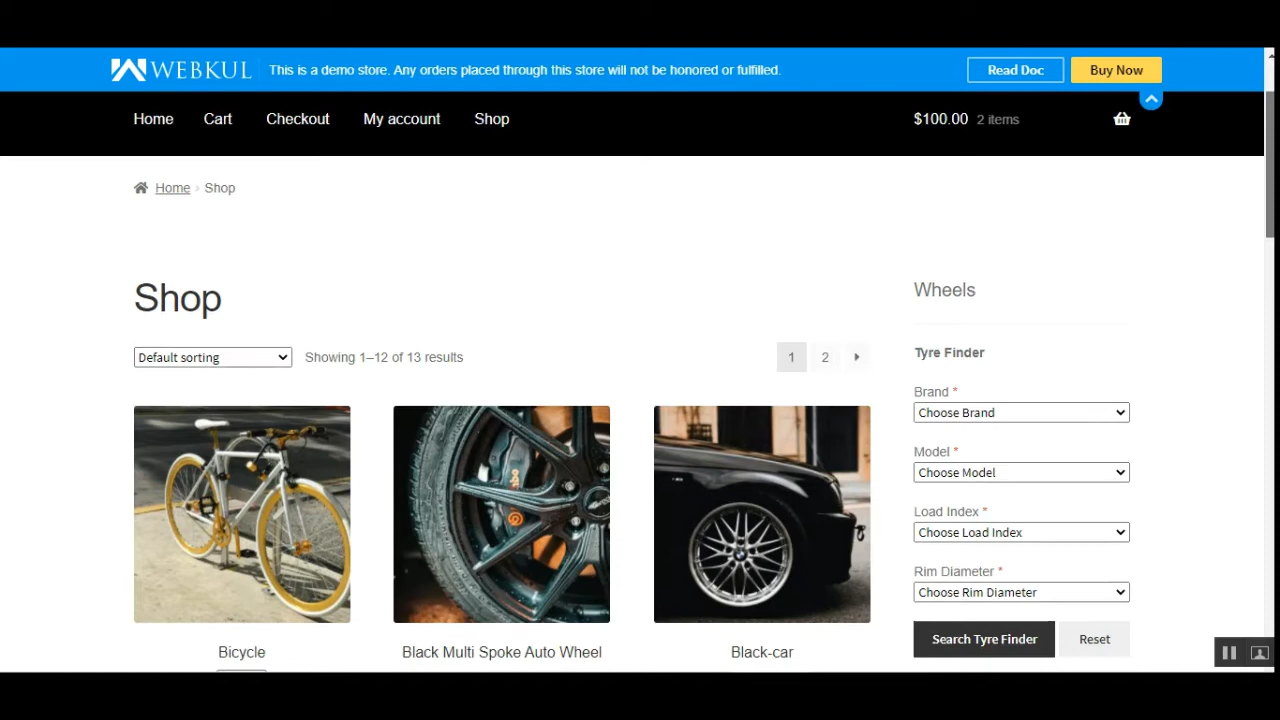 WEBKUL This is a demo store. Any orders placed through this store will not be honored or fulfilled. Read Doc Buy Now
Home Cart Checkout My account Shop $100.00 2 items
Home › Shop
Shop
Default sorting Showing 1–12 of 13 results 1 2
Bicycle Black Multi Spoke Auto Wheel Black-car
Wheels
Tyre Finder
Brand *
Choose Brand
Model *
Choose Model
Load Index *
Choose Load Index
Rim Diameter *
Choose Rim Diameter
Search Tyre Finder Reset